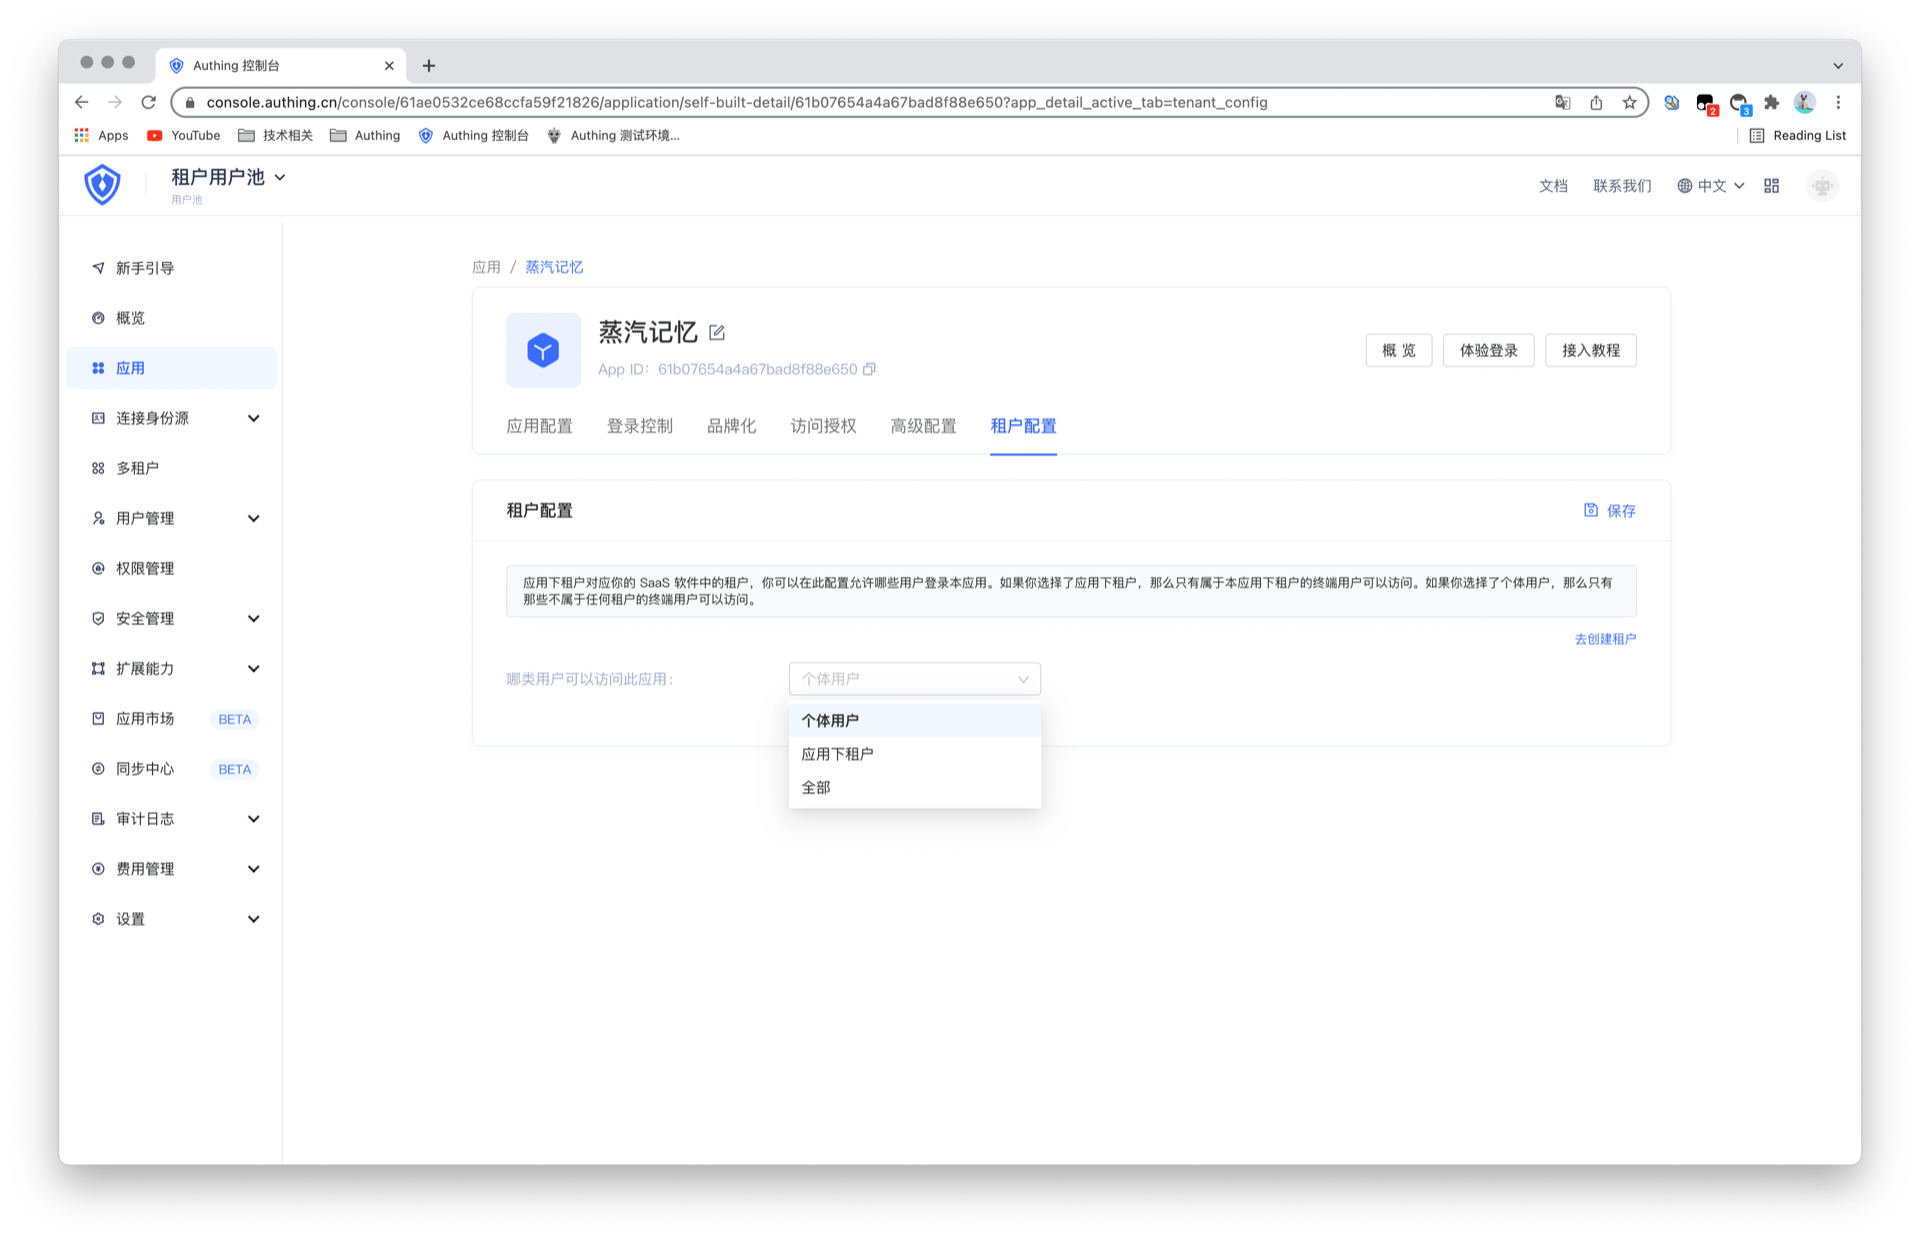 Authing 控制台
console.authing.cn/console/61ae0532ce68ccfa59f21826/application/self-built-detail/61b07654a4a67bad8f88e650?app_detail_active_tab=tenant_config
2
3
Apps
YouTube
技术相关
Authing
Authing 控制台
Authing 测试环境...
Reading List
租户用户池
用户池
文档
联系我们
中文
新手引导
概览
应用
连接身份源
多租户
用户管理
权限管理
安全管理
扩展能力
应用市场
BETA
同步中心
BETA
审计日志
费用管理
设置
应用 / 蒸汽记忆
蒸汽记忆
App ID: 61b07654a4a67bad8f88e650
概 览
体验登录
接入教程
应用配置
登录控制
品牌化
访问授权
高级配置
租户配置
租户配置
保存
应用下租户对应你的 SaaS 软件中的租户，你可以在此配置允许哪些用户登录本应用。如果你选择了应用下租户，那么只有属于本应用下租户的终端用户可以访问。如果你选择了个体用户，那么只有
那些不属于任何租户的终端用户可以访问。
去创建租户
哪类用户可以访问此应用：
个体用户
个体用户
应用下租户
全部